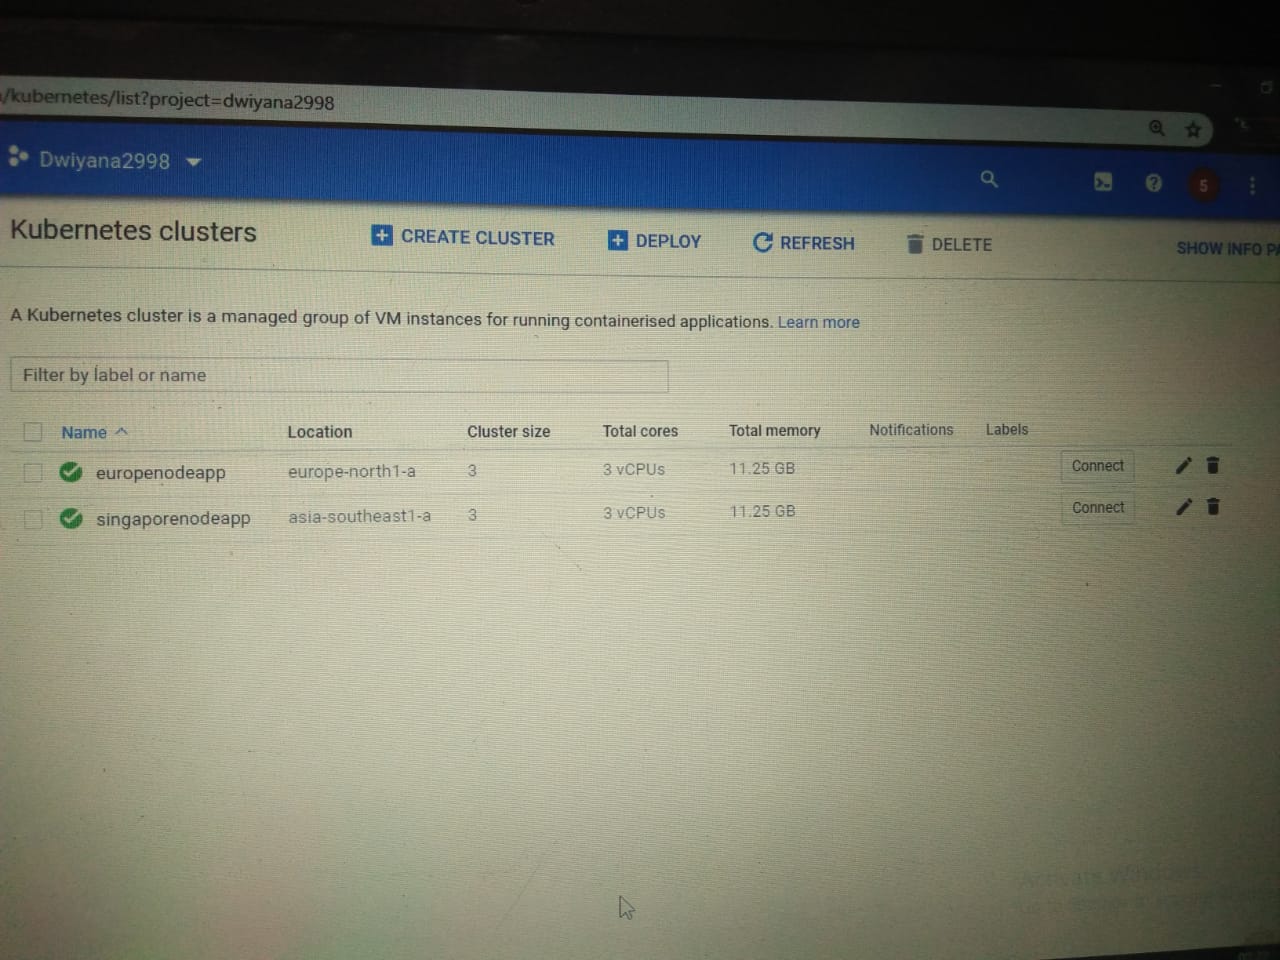 /kubernetes/list?project=dwiyana2998
Dwiyana2998
5
Kubernetes clusters
CREATE CLUSTER
DEPLOY
REFRESH
DELETE
SHOW INFO
A Kubernetes cluster is a managed group of VM instances for running containerised applications. Learn more
Filter by label or name
Name Location Cluster size Total cores Total memory Notifications Labels
europenodeapp europe-north1-a 3 3 vCPUs 11.25 GB Connect
singaporenodeapp asia-southeast1-a 3 3 vCPUs 11.25 GB Connect
Activate Windows